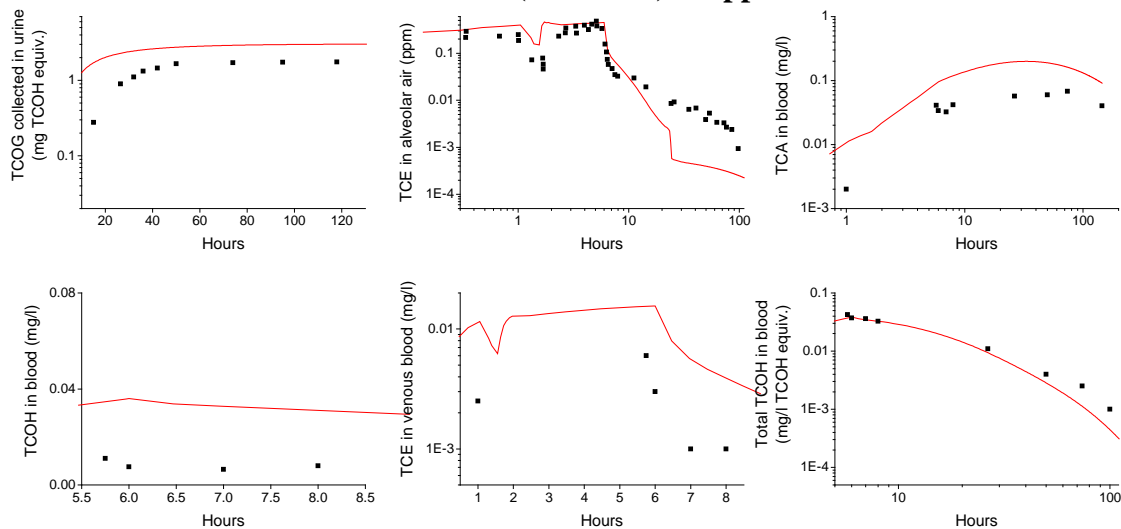 TCOG collected in urine
(mg TCOH equiv.)
1
0.1
20
40
60
80
100
120
Hours
TCE in alveolar air (ppm)
0.1
0.01
1E-3
1E-4
1
10
100
Hours
TCA in blood (mg/l)
1
0.1
0.01
1E-3
1
10
100
Hours
TCOH in blood (mg/l)
0.08
0.04
0.00
5.5
6.0
6.5
7.0
7.5
8.0
8.5
Hours
TCE in venous blood (mg/l)
0.01
1E-3
1
2
3
4
5
6
7
8
Hours
Total TCOH in blood
(mg/l TCOH equiv.)
0.1
0.01
1E-3
1E-4
10
100
Hours